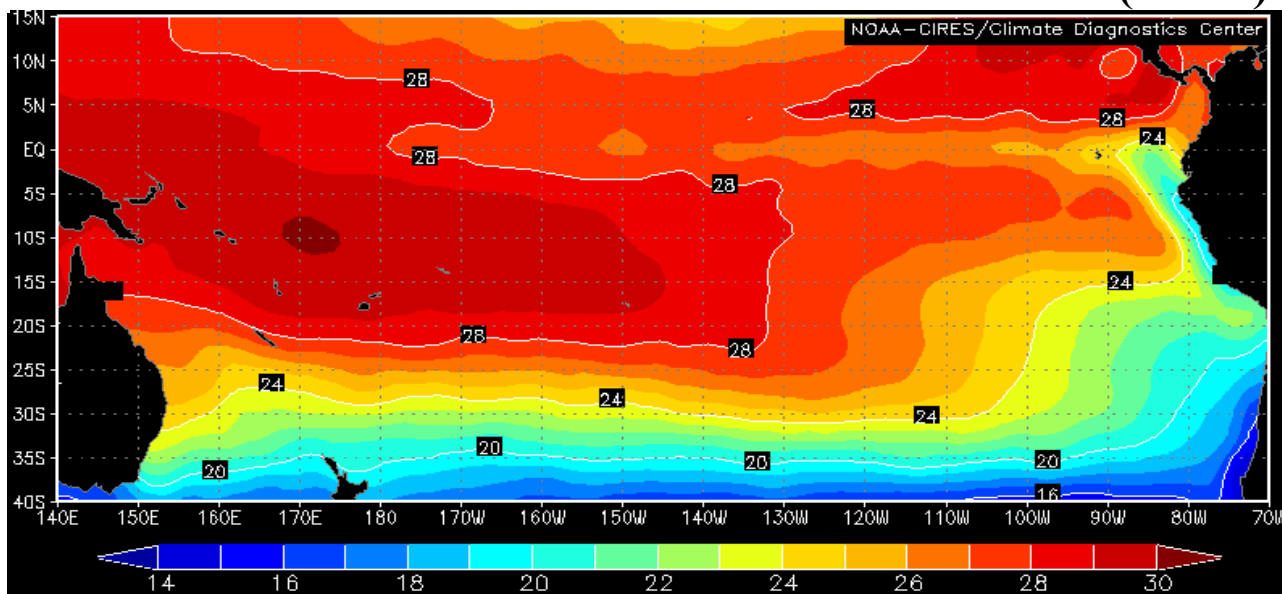 15N NOAA-CIRES/Climate Diagnostics Center
10N 28
5N 28 28
EQ 28 24
5S 28
10S
15S 24
20S 28 28
25S 24
30S 24 24
35S 20 20 20 20
40S 16
140E 150E 160E 170E 180 170W 160W 150W 140W 130W 120W 110W 100W 90W 80W 70W
14 16 18 20 22 24 26 28 30